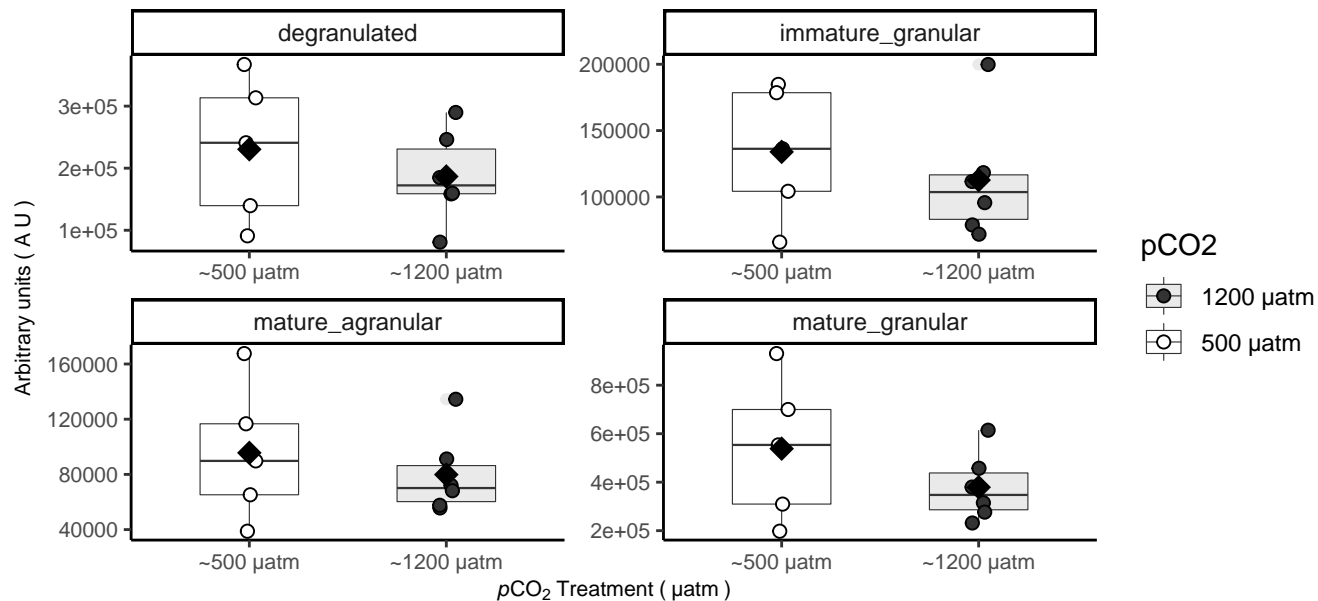 degranulated
immature_granular
3e+05
2e+05
1e+05
200000
150000
100000
~500 µatm
~1200 µatm
~500 µatm
~1200 µatm
mature_agranular
mature_granular
160000
120000
80000
40000
8e+05
6e+05
4e+05
2e+05
~500 µatm
~1200 µatm
~500 µatm
~1200 µatm
Arbitrary units ( A U )
pCO₂ Treatment ( µatm )
pCO2
1200 µatm
500 µatm